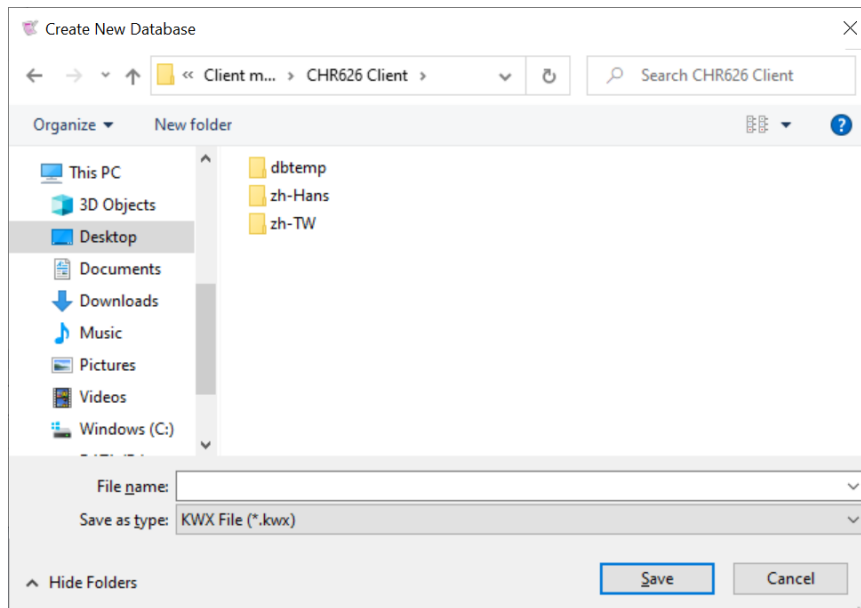 Create New Database
« Client m... › CHR626 Client ›
Search CHR626 Client
Organize
New folder
?
This PC
3D Objects
Desktop
Documents
Downloads
Music
Pictures
Videos
Windows (C:)
dbtemp
zh-Hans
zh-TW
File name:
Save as type: KWX File (*.kwx)
Hide Folders
Save
Cancel